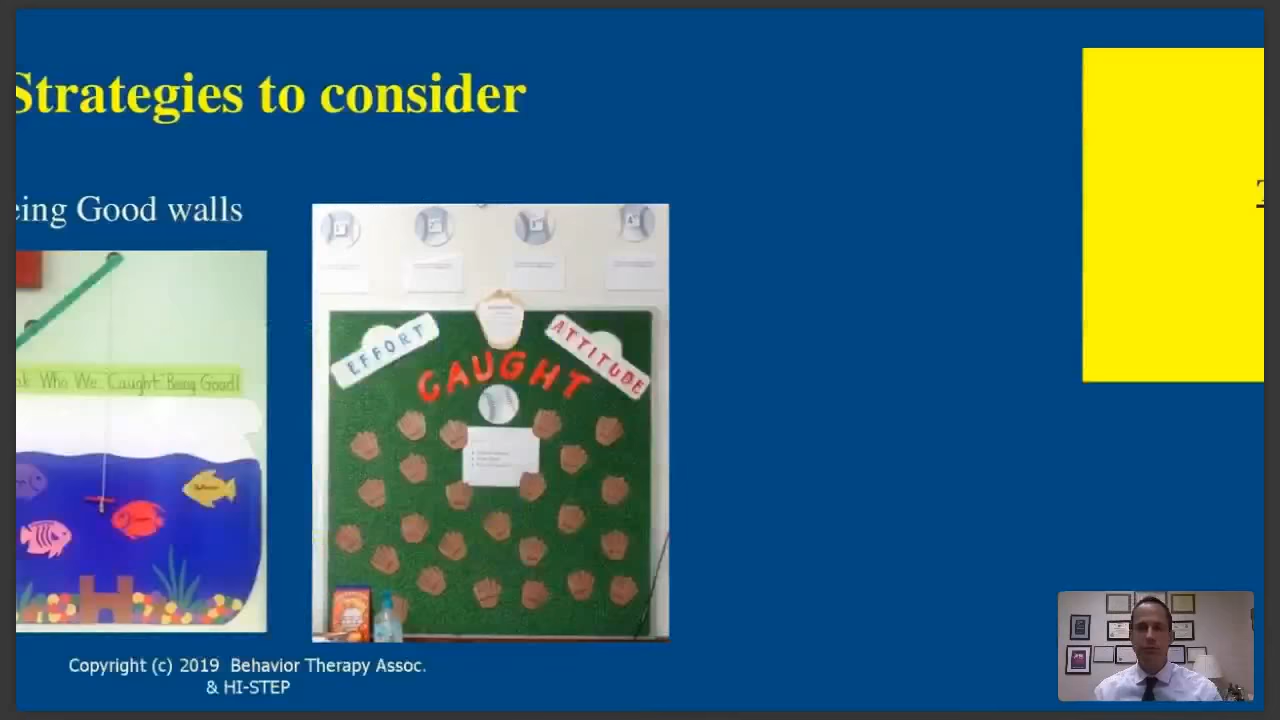 Strategies to consider
eing Good walls
EFFORT
ATTITUDE
CAUGHT
Who We "Caught" Being Good!
Copyright (c) 2019 Behavior Therapy Assoc.
& HI-STEP